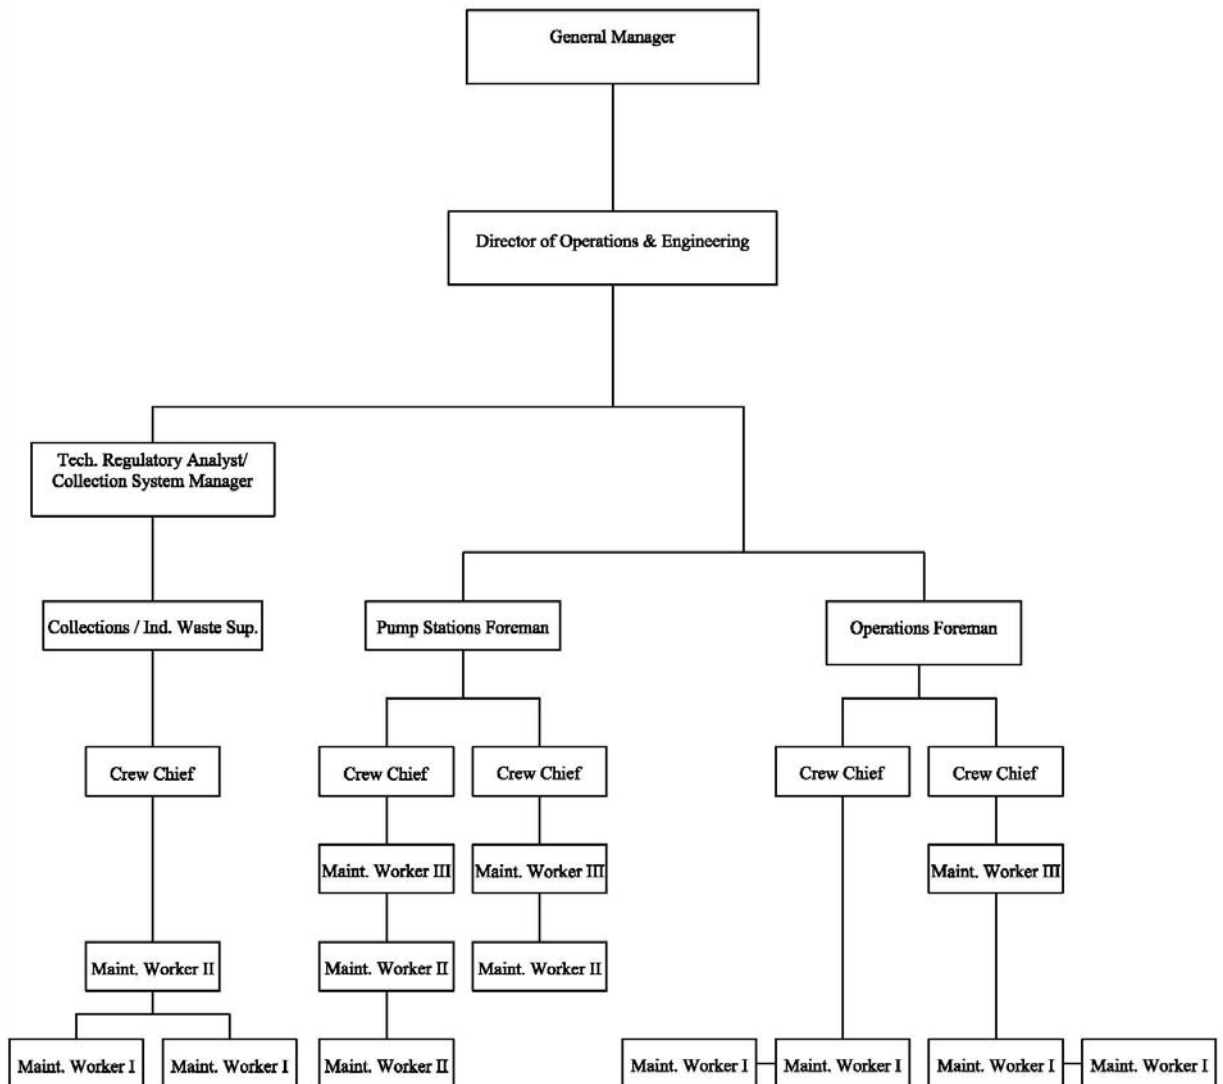 General Manager
Director of Operations & Engineering
Tech. Regulatory Analyst/
Collection System Manager
Collections / Ind. Waste Sup.
Pump Stations Foreman
Operations Foreman
Crew Chief
Crew Chief
Crew Chief
Crew Chief
Crew Chief
Maint. Worker III
Maint. Worker III
Maint. Worker III
Maint. Worker II
Maint. Worker II
Maint. Worker II
Maint. Worker I
Maint. Worker I
Maint. Worker II
Maint. Worker I
Maint. Worker I
Maint. Worker I
Maint. Worker I